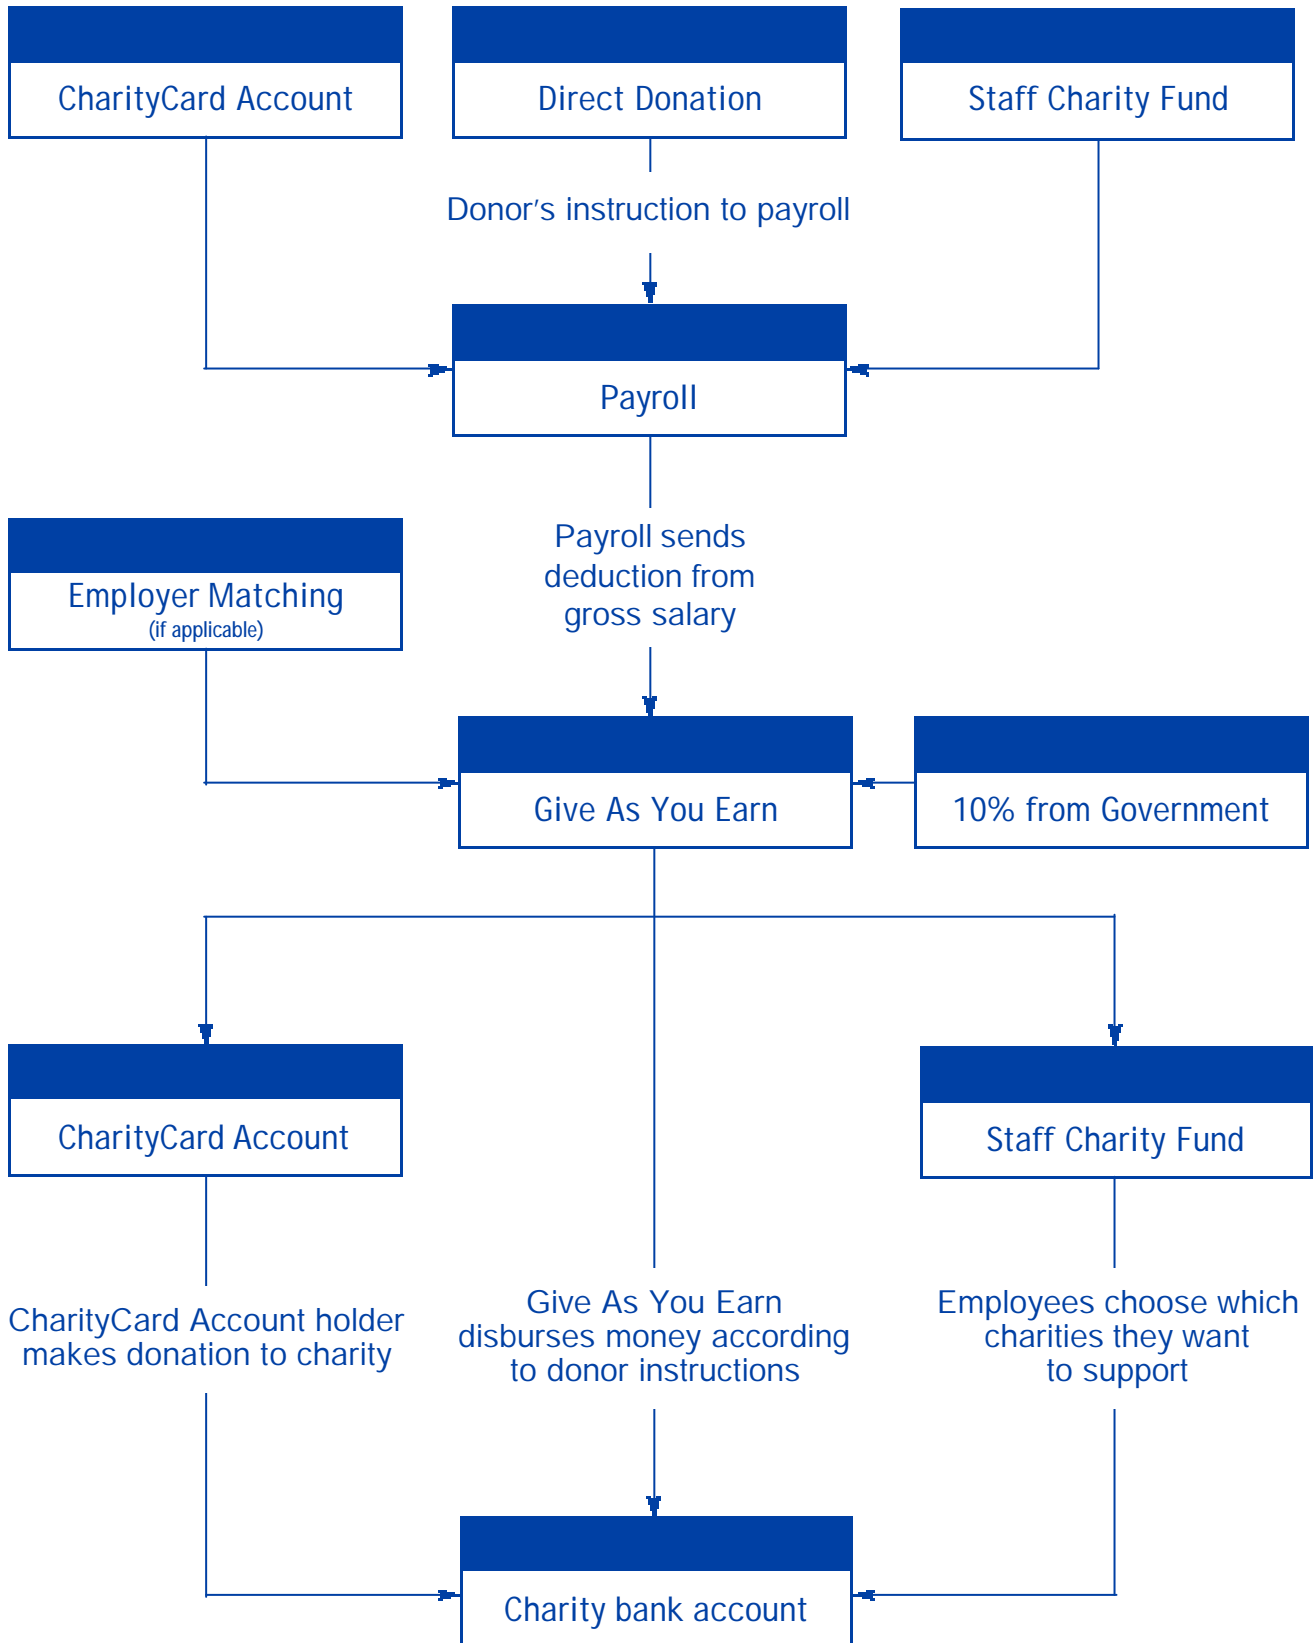 CharityCard Account
Direct Donation
Staff Charity Fund
Donor's instruction to payroll
Payroll
Payroll sends
deduction from
gross salary
Employer Matching
(if applicable)
Give As You Earn
10% from Government
CharityCard Account
Staff Charity Fund
CharityCard Account holder
makes donation to charity
Give As You Earn
disburses money according
to donor instructions
Employees choose which
charities they want
to support
Charity bank account